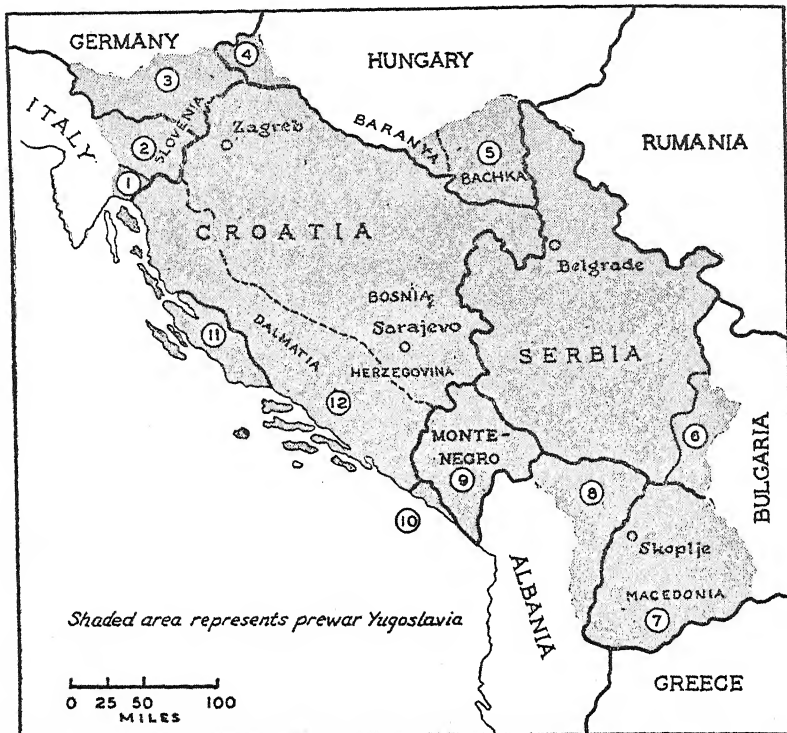 GERMANY
4
HUNGARY
3
ITALY
SLOVENIA
Zagreb
BARANYA
5
RUMANIA
2
BACHKA
1
CROATIA
Belgrade
BOSNIA
Sarajevo
SERBIA
11
DALMATIA
HERZEGOVINA
12
MONTE-
NEGRO
6
BULGARIA
9
8
10
Skoplje
ALBANIA
MACEDONIA
7
Shaded area represents prewar Yugoslavia
GREECE
0 25 50 100
MILES